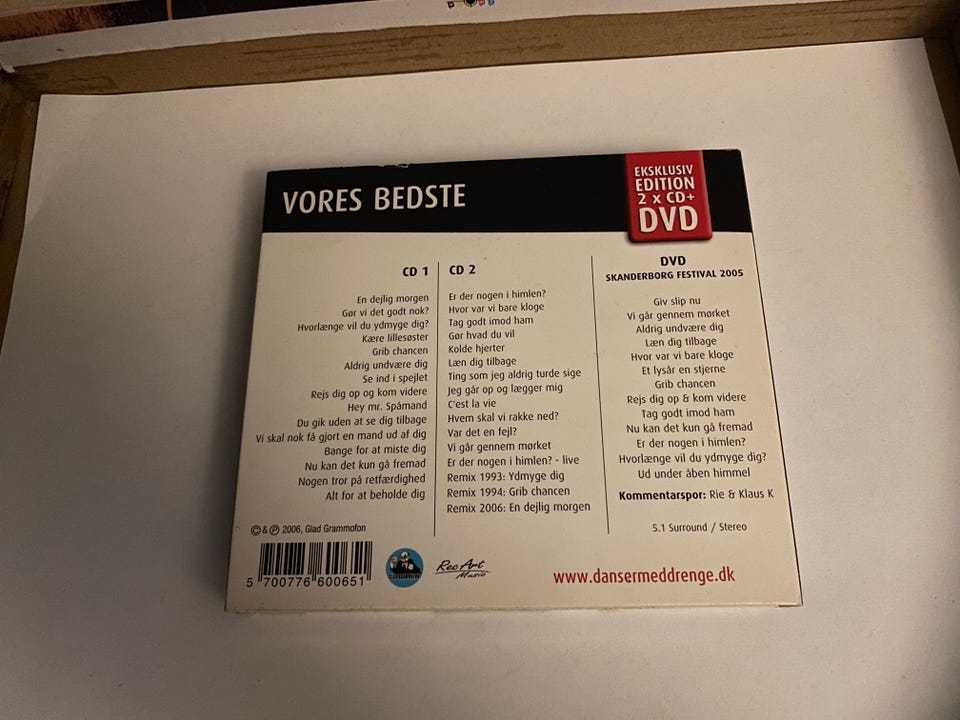 VORES BEDSTE
EKSKLUSIV
EDITION
2 x CD+
DVD
CD 1
En dejlig morgen
Gør vi det godt nok?
Hvorlænge vil du ydmyge dig?
Kære lillesøster
Grib chancen
Aldrig undvære dig
Se ind i spejlet
Rejs dig op og kom videre
Hey mr. Spåmand
Du gik uden at se dig tilbage
Vi skal nok få gjort en mand ud af dig
Bange for at miste dig
Nu kan det kun gå fremad
Nogen tror på retfærdighed
Alt for at beholde dig
CD 2
Er der nogen i himlen?
Hvor var vi bare kloge
Tag godt imod ham
Gør hvad du vil
Kolde hjerter
Læn dig tilbage
Ting som jeg aldrig turde sige
Jeg går op og lægger mig
C'est la vie
Hvem skal vi rakke ned?
Var det en fejl?
Vi går gennem mørket
Er der nogen i himlen? - live
Remix 1993: Ydmyge dig
Remix 1994: Grib chancen
Remix 2006: En dejlig morgen
DVD
SKANDERBORG FESTIVAL 2005
Giv slip nu
Vi går gennem mørket
Aldrig undvære dig
Læn dig tilbage
Hvor var vi bare kloge
Et lysår en stjerne
Grib chancen
Rejs dig op & kom videre
Tag godt imod ham
Nu kan det kun gå fremad
Er der nogen i himlen?
Hvorlænge vil du ydmyge dig?
Ud under åben himmel
Kommentarspor: Rie & Klaus K
5.1 Surround / Stereo
© & ℗ 2006, Glad Grammofon
5 700776 600651
GLADGRAMMOFON
RecArt
Music
www.dansermeddrenge.dk